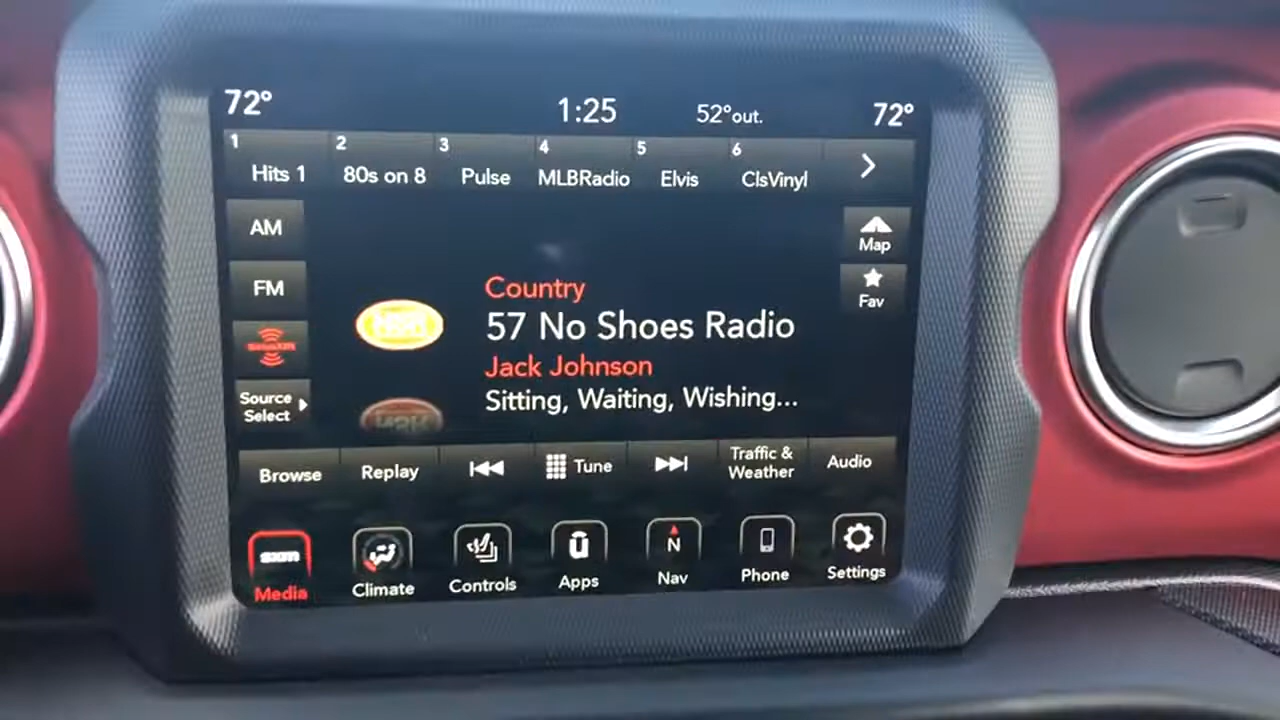 72° 1:25 52°out. 72°
1 2 3 4 5 6
Hits 1 80s on 8 Pulse MLBRadio Elvis ClsVinyl
AM
Map
FM
Fav
Country
57 No Shoes Radio
Jack Johnson
Sitting, Waiting, Wishing...
Source
Select
Browse Replay Tune Traffic &
Weather Audio
N
Media Climate Controls Apps Nav Phone Settings